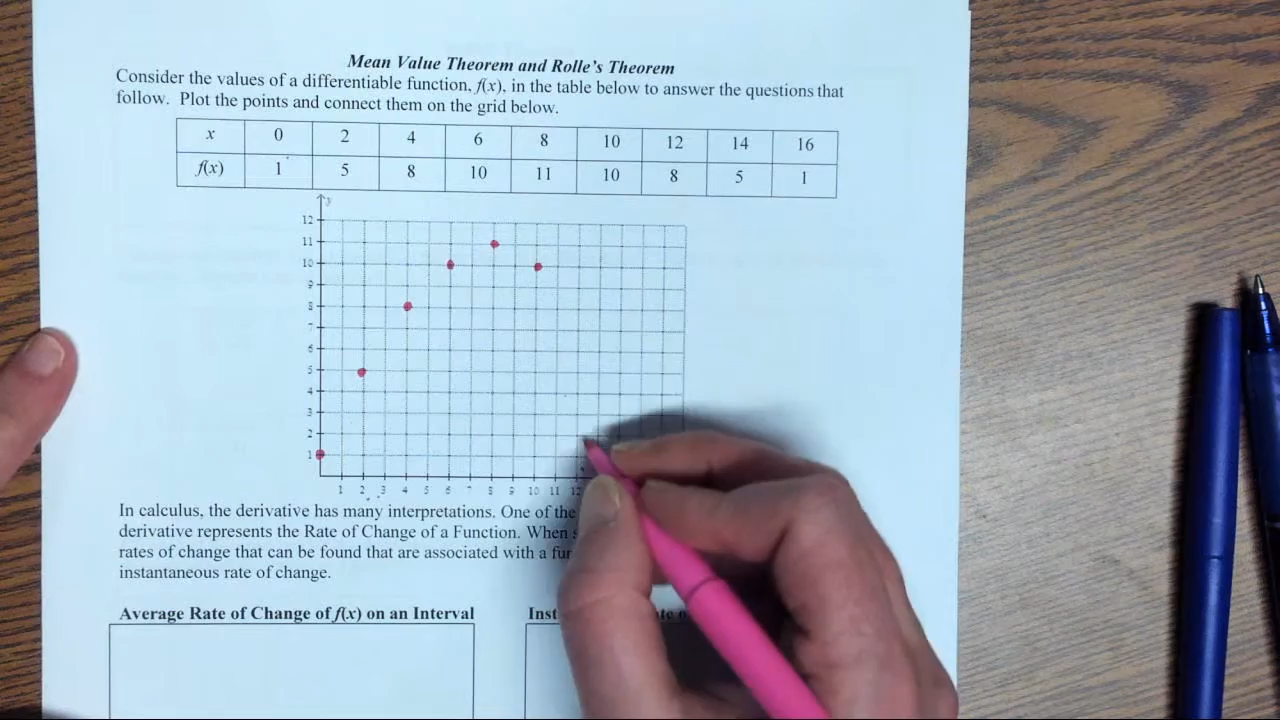 Mean Value Theorem and Rolle's Theorem
Consider the values of a differentiable function, f(x), in the table below to answer the questions that
follow. Plot the points and connect them on the grid below.
x 0 2 4 6 8 10 12 14 16
f(x) 1 5 8 10 11 10 8 5 1
y
12
11
10
9
8
7
6
5
4
3
2
1
1 2 3 4 5 6 7 8 9 10 11 12
In calculus, the derivative has many interpretations. One of the
derivative represents the Rate of Change of a Function. When
rates of change that can be found that are associated with a
instantaneous rate of change.
Average Rate of Change of f(x) on an Interval